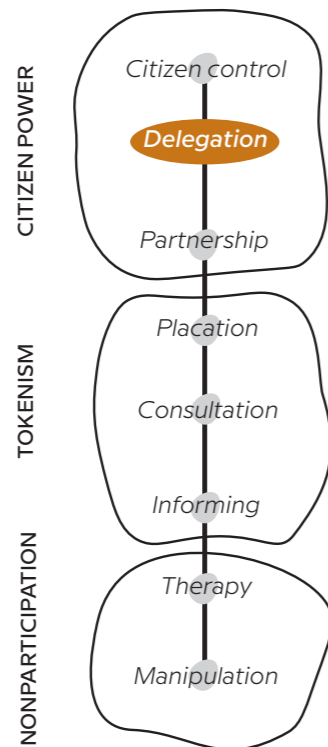 CITIZEN POWER
Citizen control
Delegation
Partnership
TOKENISM
Placation
Consultation
Informing
NONPARTICIPATION
Therapy
Manipulation